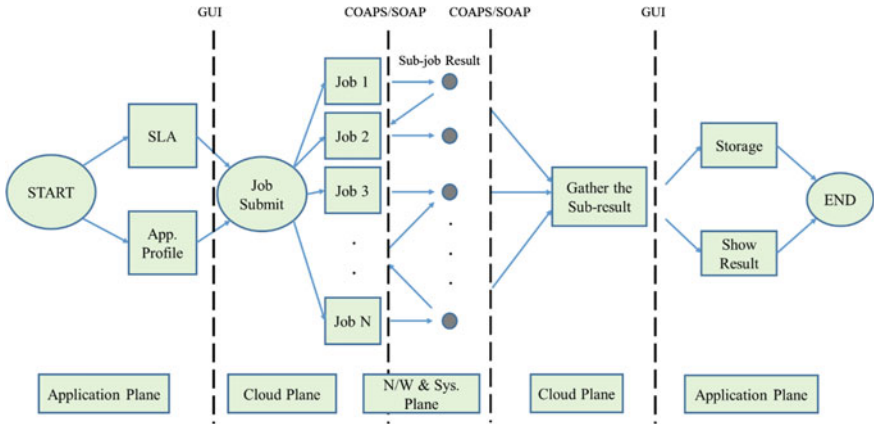 GUI
COAPS/SOAP
COAPS/SOAP
GUI
Sub-job Result
START
SLA
App.
Profile
Job
Submit
Job 1
Job 2
Job 3
Job N
Gather the
Sub-result
Storage
Show
Result
END
Application Plane
Cloud Plane
N/W & Sys.
Plane
Cloud Plane
Application Plane